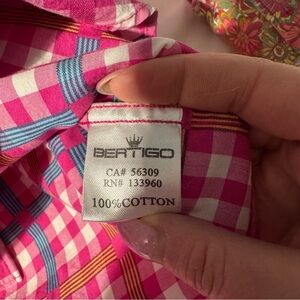 BERTIGO
CA# 56309
RN# 133960
100% COTTON